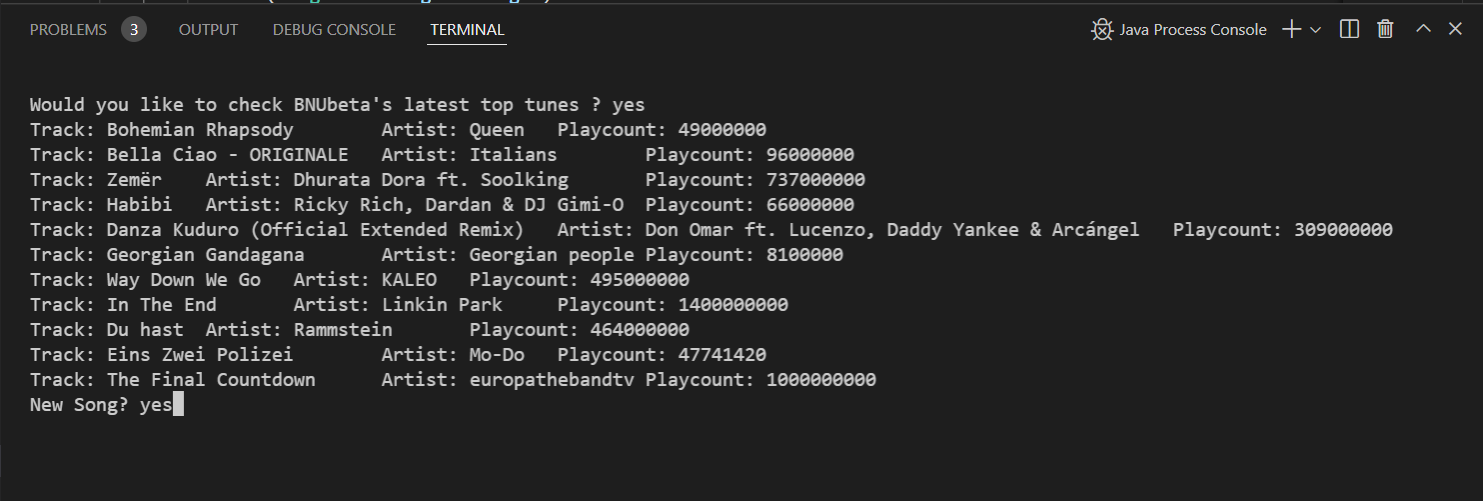 PROBLEMS 3 OUTPUT DEBUG CONSOLE TERMINAL Java Process Console
Would you like to check BNUbeta's latest top tunes ? yes
Track: Bohemian Rhapsody Artist: Queen Playcount: 49000000
Track: Bella Ciao - ORIGINALE Artist: Italians Playcount: 96000000
Track: Zemër Artist: Dhurata Dora ft. Soolking Playcount: 737000000
Track: Habibi Artist: Ricky Rich, Dardan & DJ Gimi-O Playcount: 66000000
Track: Danza Kuduro (Official Extended Remix) Artist: Don Omar ft. Lucenzo, Daddy Yankee & Arcángel Playcount: 309000000
Track: Georgian Gandagana Artist: Georgian people Playcount: 8100000
Track: Way Down We Go Artist: KALEO Playcount: 495000000
Track: In The End Artist: Linkin Park Playcount: 1400000000
Track: Du hast Artist: Rammstein Playcount: 464000000
Track: Eins Zwei Polizei Artist: Mo-Do Playcount: 47741420
Track: The Final Countdown Artist: europathebandtv Playcount: 1000000000
New Song? yes